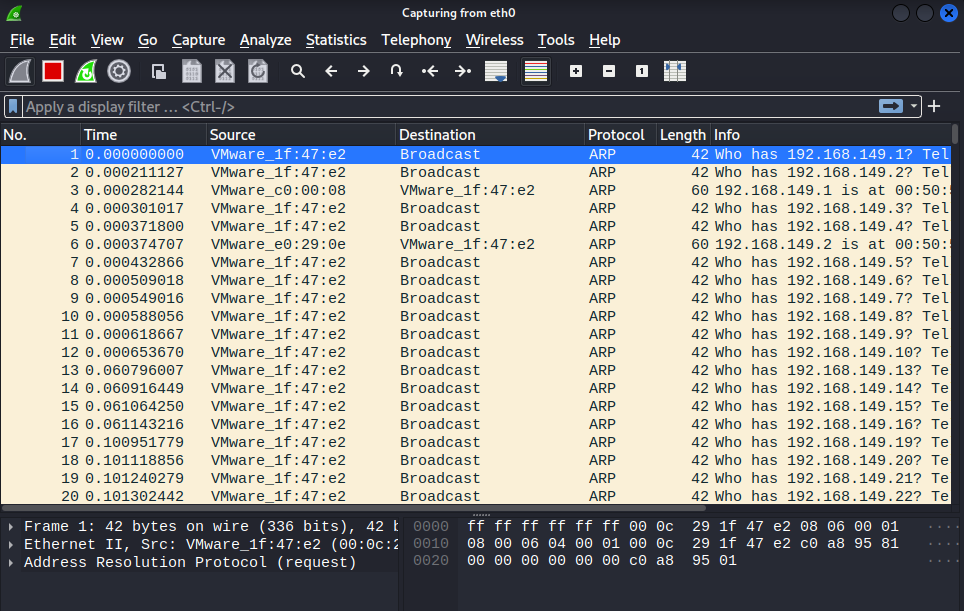 Capturing from eth0
File Edit View Go Capture Analyze Statistics Telephony Wireless Tools Help
Apply a display filter … <Ctrl-/>
No. Time Source Destination Protocol Length Info
1 0.000000000 VMware_1f:47:e2 Broadcast ARP 42 Who has 192.168.149.1? Tel
2 0.000211127 VMware_1f:47:e2 Broadcast ARP 42 Who has 192.168.149.2? Tel
3 0.000282144 VMware_c0:00:08 VMware_1f:47:e2 ARP 60 192.168.149.1 is at 00:50:5
4 0.000301017 VMware_1f:47:e2 Broadcast ARP 42 Who has 192.168.149.3? Tel
5 0.000371800 VMware_1f:47:e2 Broadcast ARP 42 Who has 192.168.149.4? Tel
6 0.000374707 VMware_e0:29:0e VMware_1f:47:e2 ARP 60 192.168.149.2 is at 00:50:5
7 0.000432866 VMware_1f:47:e2 Broadcast ARP 42 Who has 192.168.149.5? Tel
8 0.000509018 VMware_1f:47:e2 Broadcast ARP 42 Who has 192.168.149.6? Tel
9 0.000549016 VMware_1f:47:e2 Broadcast ARP 42 Who has 192.168.149.7? Tel
10 0.000588056 VMware_1f:47:e2 Broadcast ARP 42 Who has 192.168.149.8? Tel
11 0.000618667 VMware_1f:47:e2 Broadcast ARP 42 Who has 192.168.149.9? Tel
12 0.000653670 VMware_1f:47:e2 Broadcast ARP 42 Who has 192.168.149.10? Te
13 0.060796007 VMware_1f:47:e2 Broadcast ARP 42 Who has 192.168.149.13? Te
14 0.060916449 VMware_1f:47:e2 Broadcast ARP 42 Who has 192.168.149.14? Te
15 0.061064250 VMware_1f:47:e2 Broadcast ARP 42 Who has 192.168.149.15? Te
16 0.061143216 VMware_1f:47:e2 Broadcast ARP 42 Who has 192.168.149.16? Te
17 0.100951779 VMware_1f:47:e2 Broadcast ARP 42 Who has 192.168.149.19? Te
18 0.101118856 VMware_1f:47:e2 Broadcast ARP 42 Who has 192.168.149.20? Te
19 0.101240279 VMware_1f:47:e2 Broadcast ARP 42 Who has 192.168.149.21? Te
20 0.101302442 VMware_1f:47:e2 Broadcast ARP 42 Who has 192.168.149.22? Te
Frame 1: 42 bytes on wire (336 bits), 42 b
Ethernet II, Src: VMware_1f:47:e2 (00:0c:2
Address Resolution Protocol (request)
0000 ff ff ff ff ff ff 00 0c 29 1f 47 e2 08 06 00 01 ····
0010 08 00 06 04 00 01 00 0c 29 1f 47 e2 c0 a8 95 81 ····
0020 00 00 00 00 00 00 c0 a8 95 01 ····